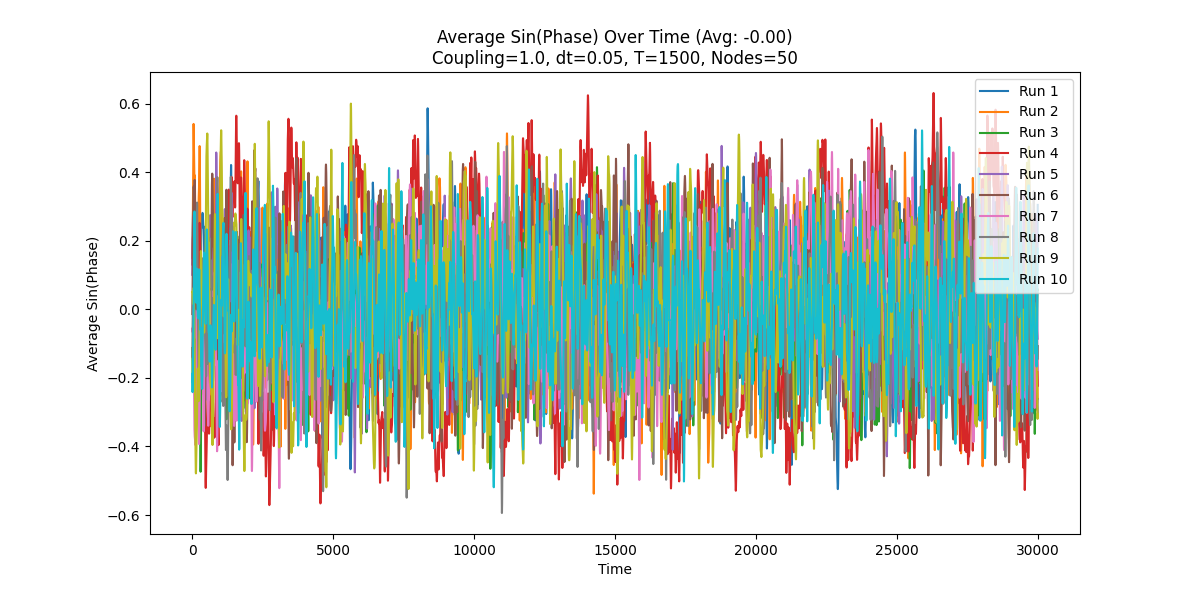 Average Sin(Phase) Over Time (Avg: -0.00)
Coupling=1.0, dt=0.05, T=1500, Nodes=50
Average Sin(Phase)
0.6
0.4
0.2
0.0
−0.2
−0.4
−0.6
Run 1
Run 2
Run 3
Run 4
Run 5
Run 6
Run 7
Run 8
Run 9
Run 10
0 5000 10000 15000 20000 25000 30000
Time